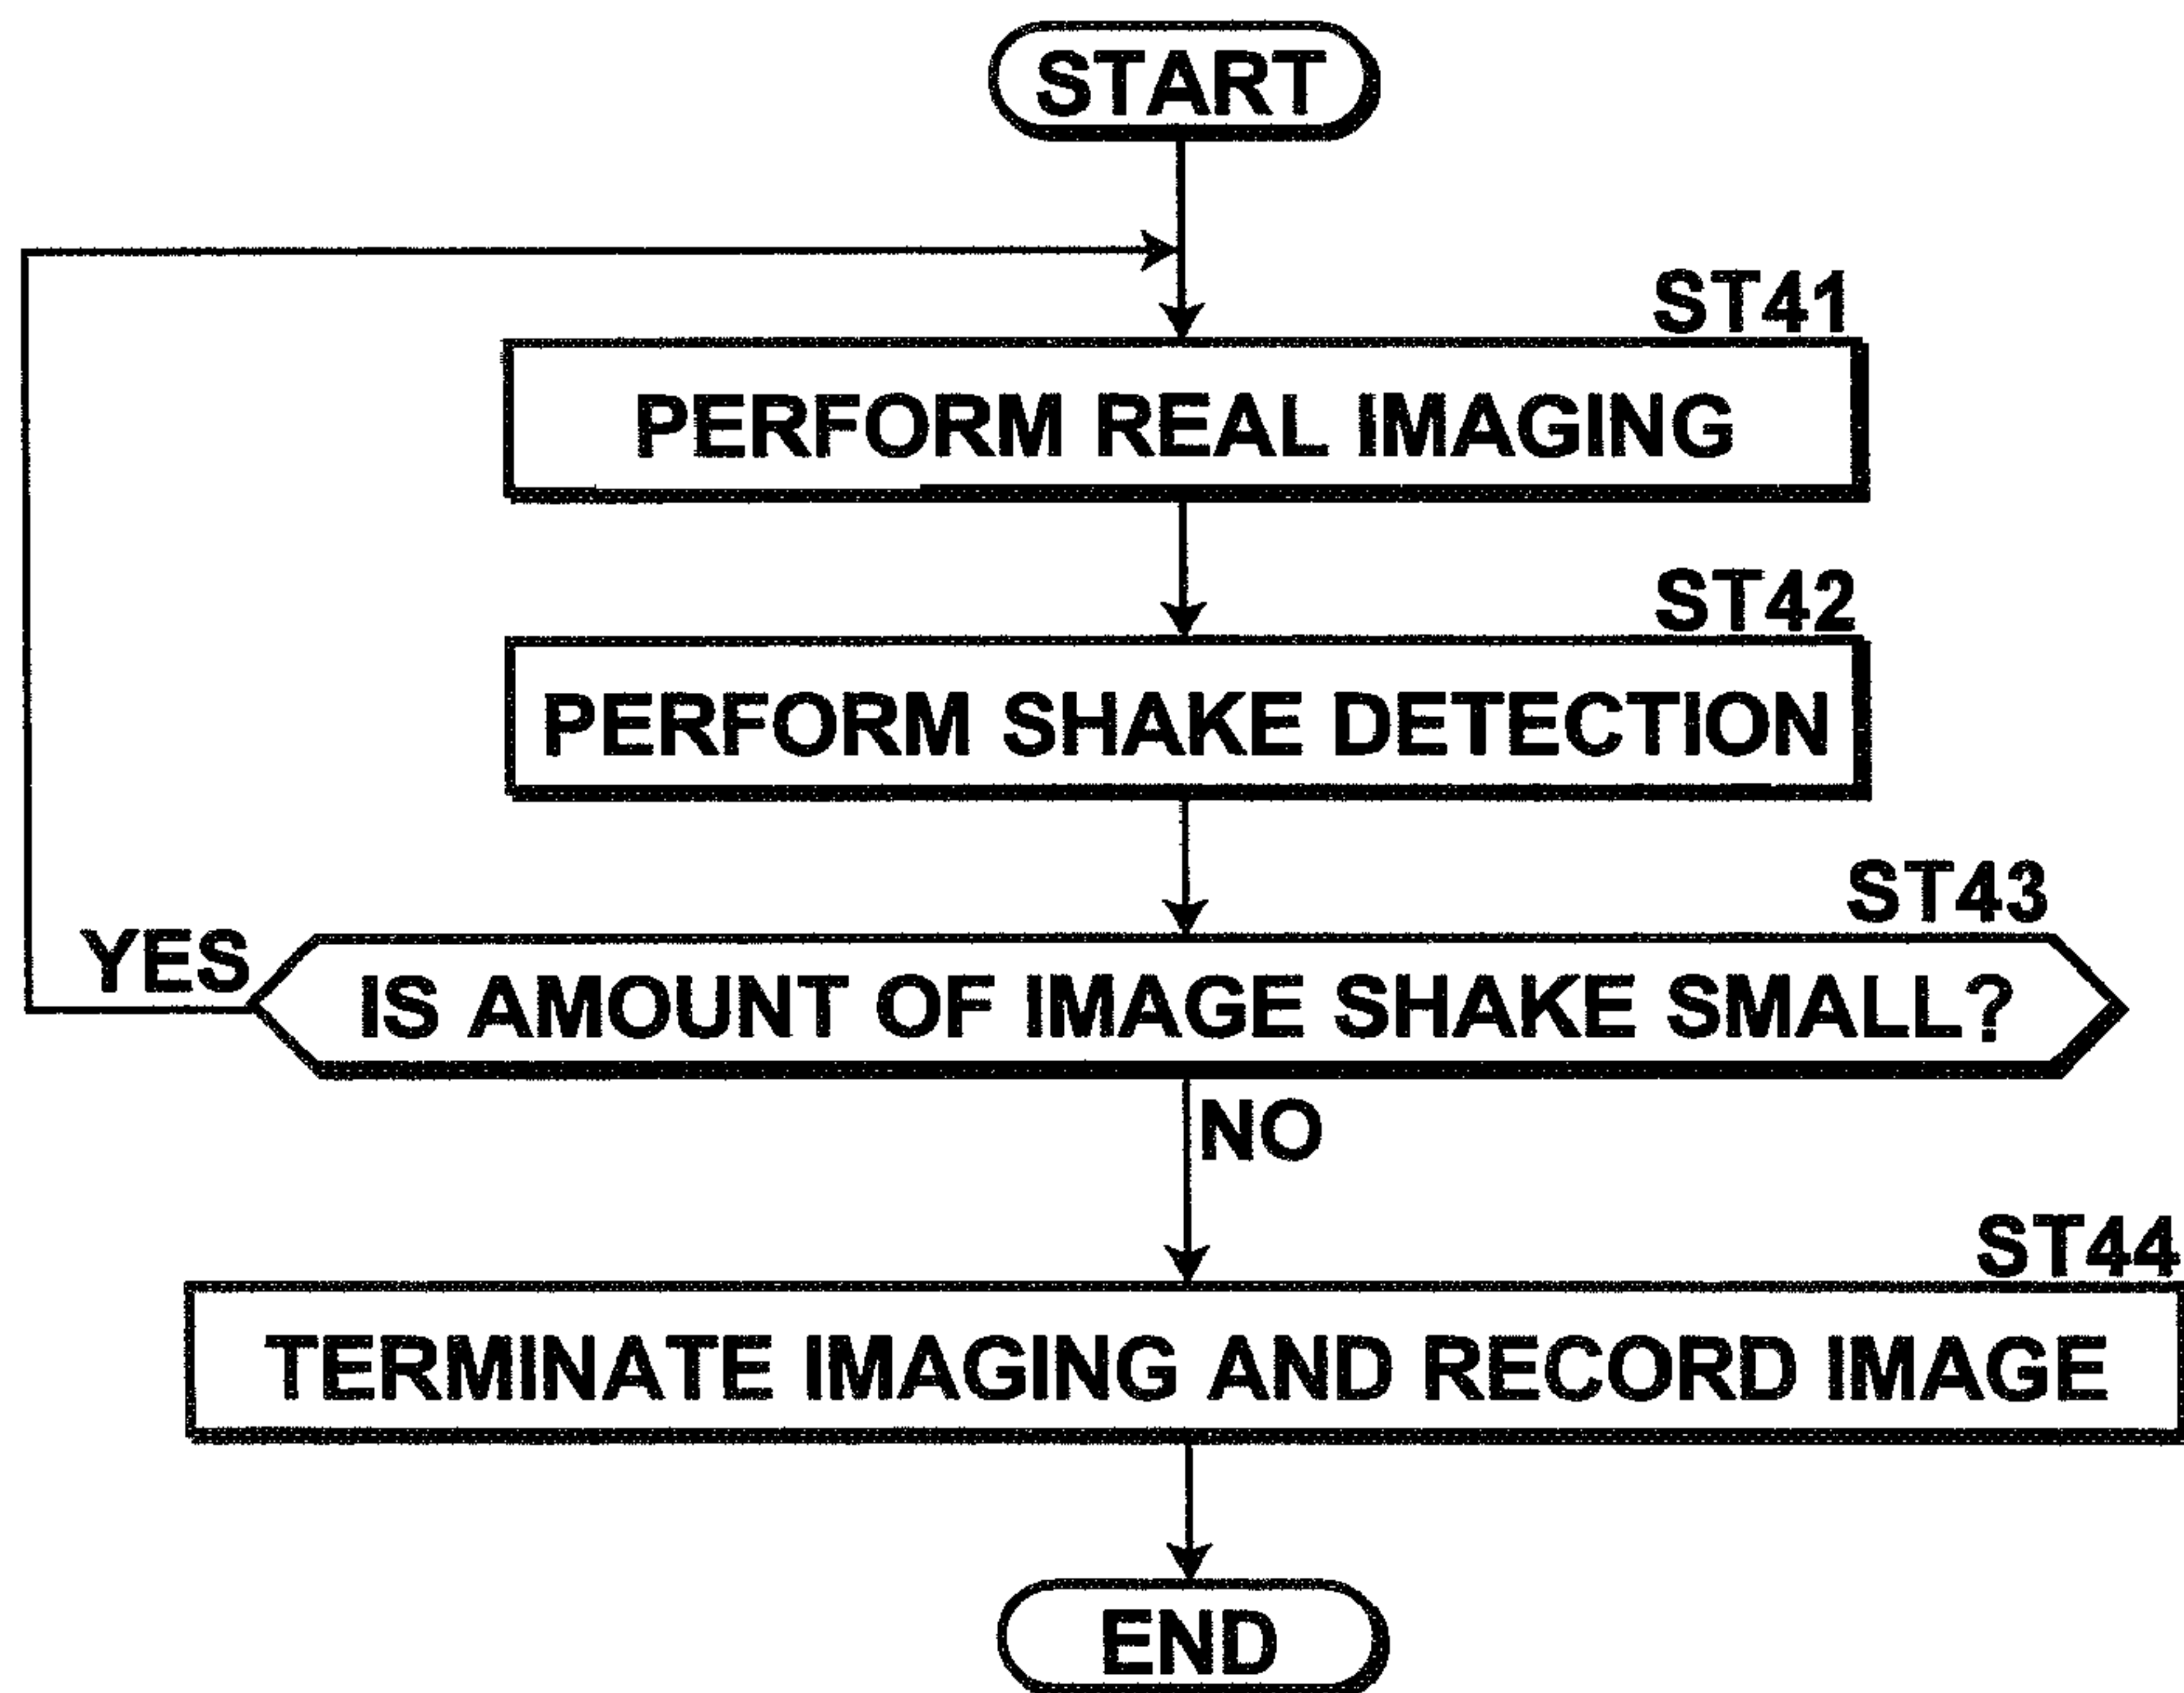 START
ST41
PERFORM REAL IMAGING
ST42
PERFORM SHAKE DETECTION
ST43
YES
IS AMOUNT OF IMAGE SHAKE SMALL?
NO
ST44
TERMINATE IMAGING AND RECORD IMAGE
END